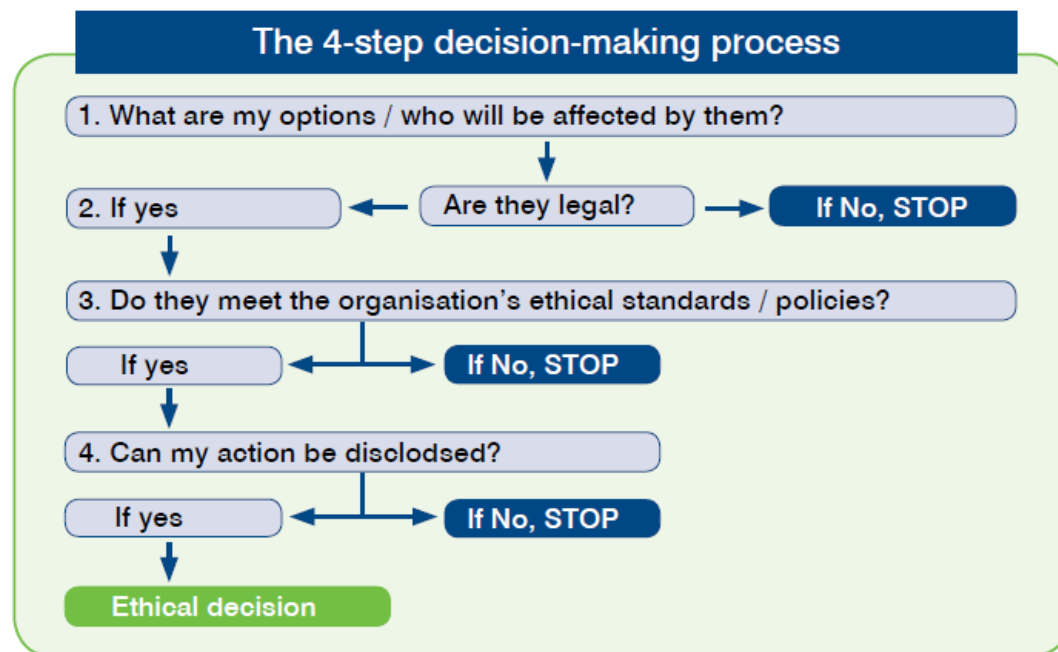 The 4-step decision-making process
1. What are my options / who will be affected by them?
2. If yes
Are they legal?
If No, STOP
3. Do they meet the organisation's ethical standards / policies?
If yes
If No, STOP
4. Can my action be disclodsed?
If yes
If No, STOP
Ethical decision